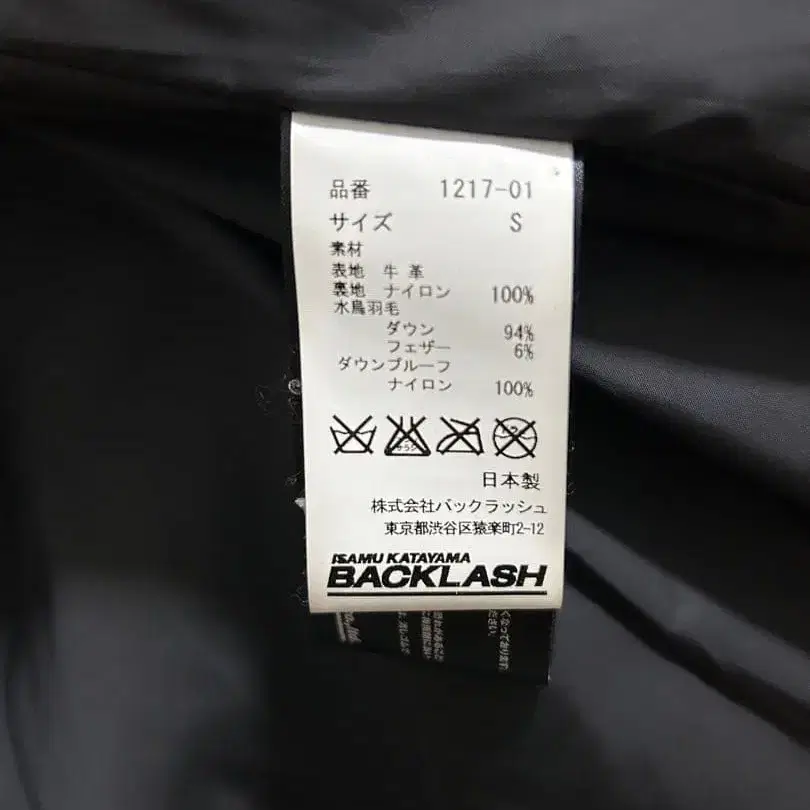 品番 1217-01
サイズ S
素材
表地 牛 革
裏地 ナイロン 100%
水鳥羽毛
ダウン 94%
フェザー 6%
ダウンプルーフ
ナイロン 100%
日本製
株式会社バックラッシュ
東京都渋谷区猿楽町2-12
ISAMU KATAYAMA
BACKLASH